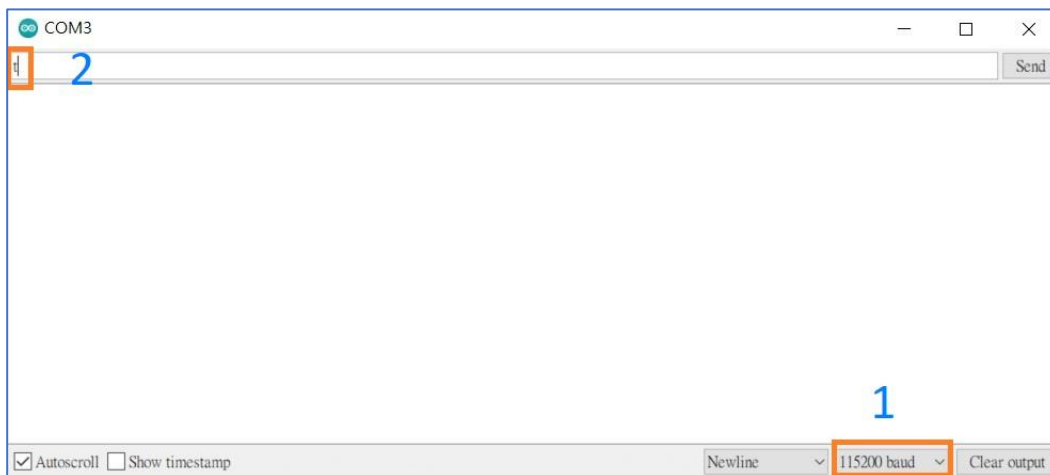 COM3
t
2
Send
1
Autoscroll
Show timestamp
Newline
115200 baud
Clear output